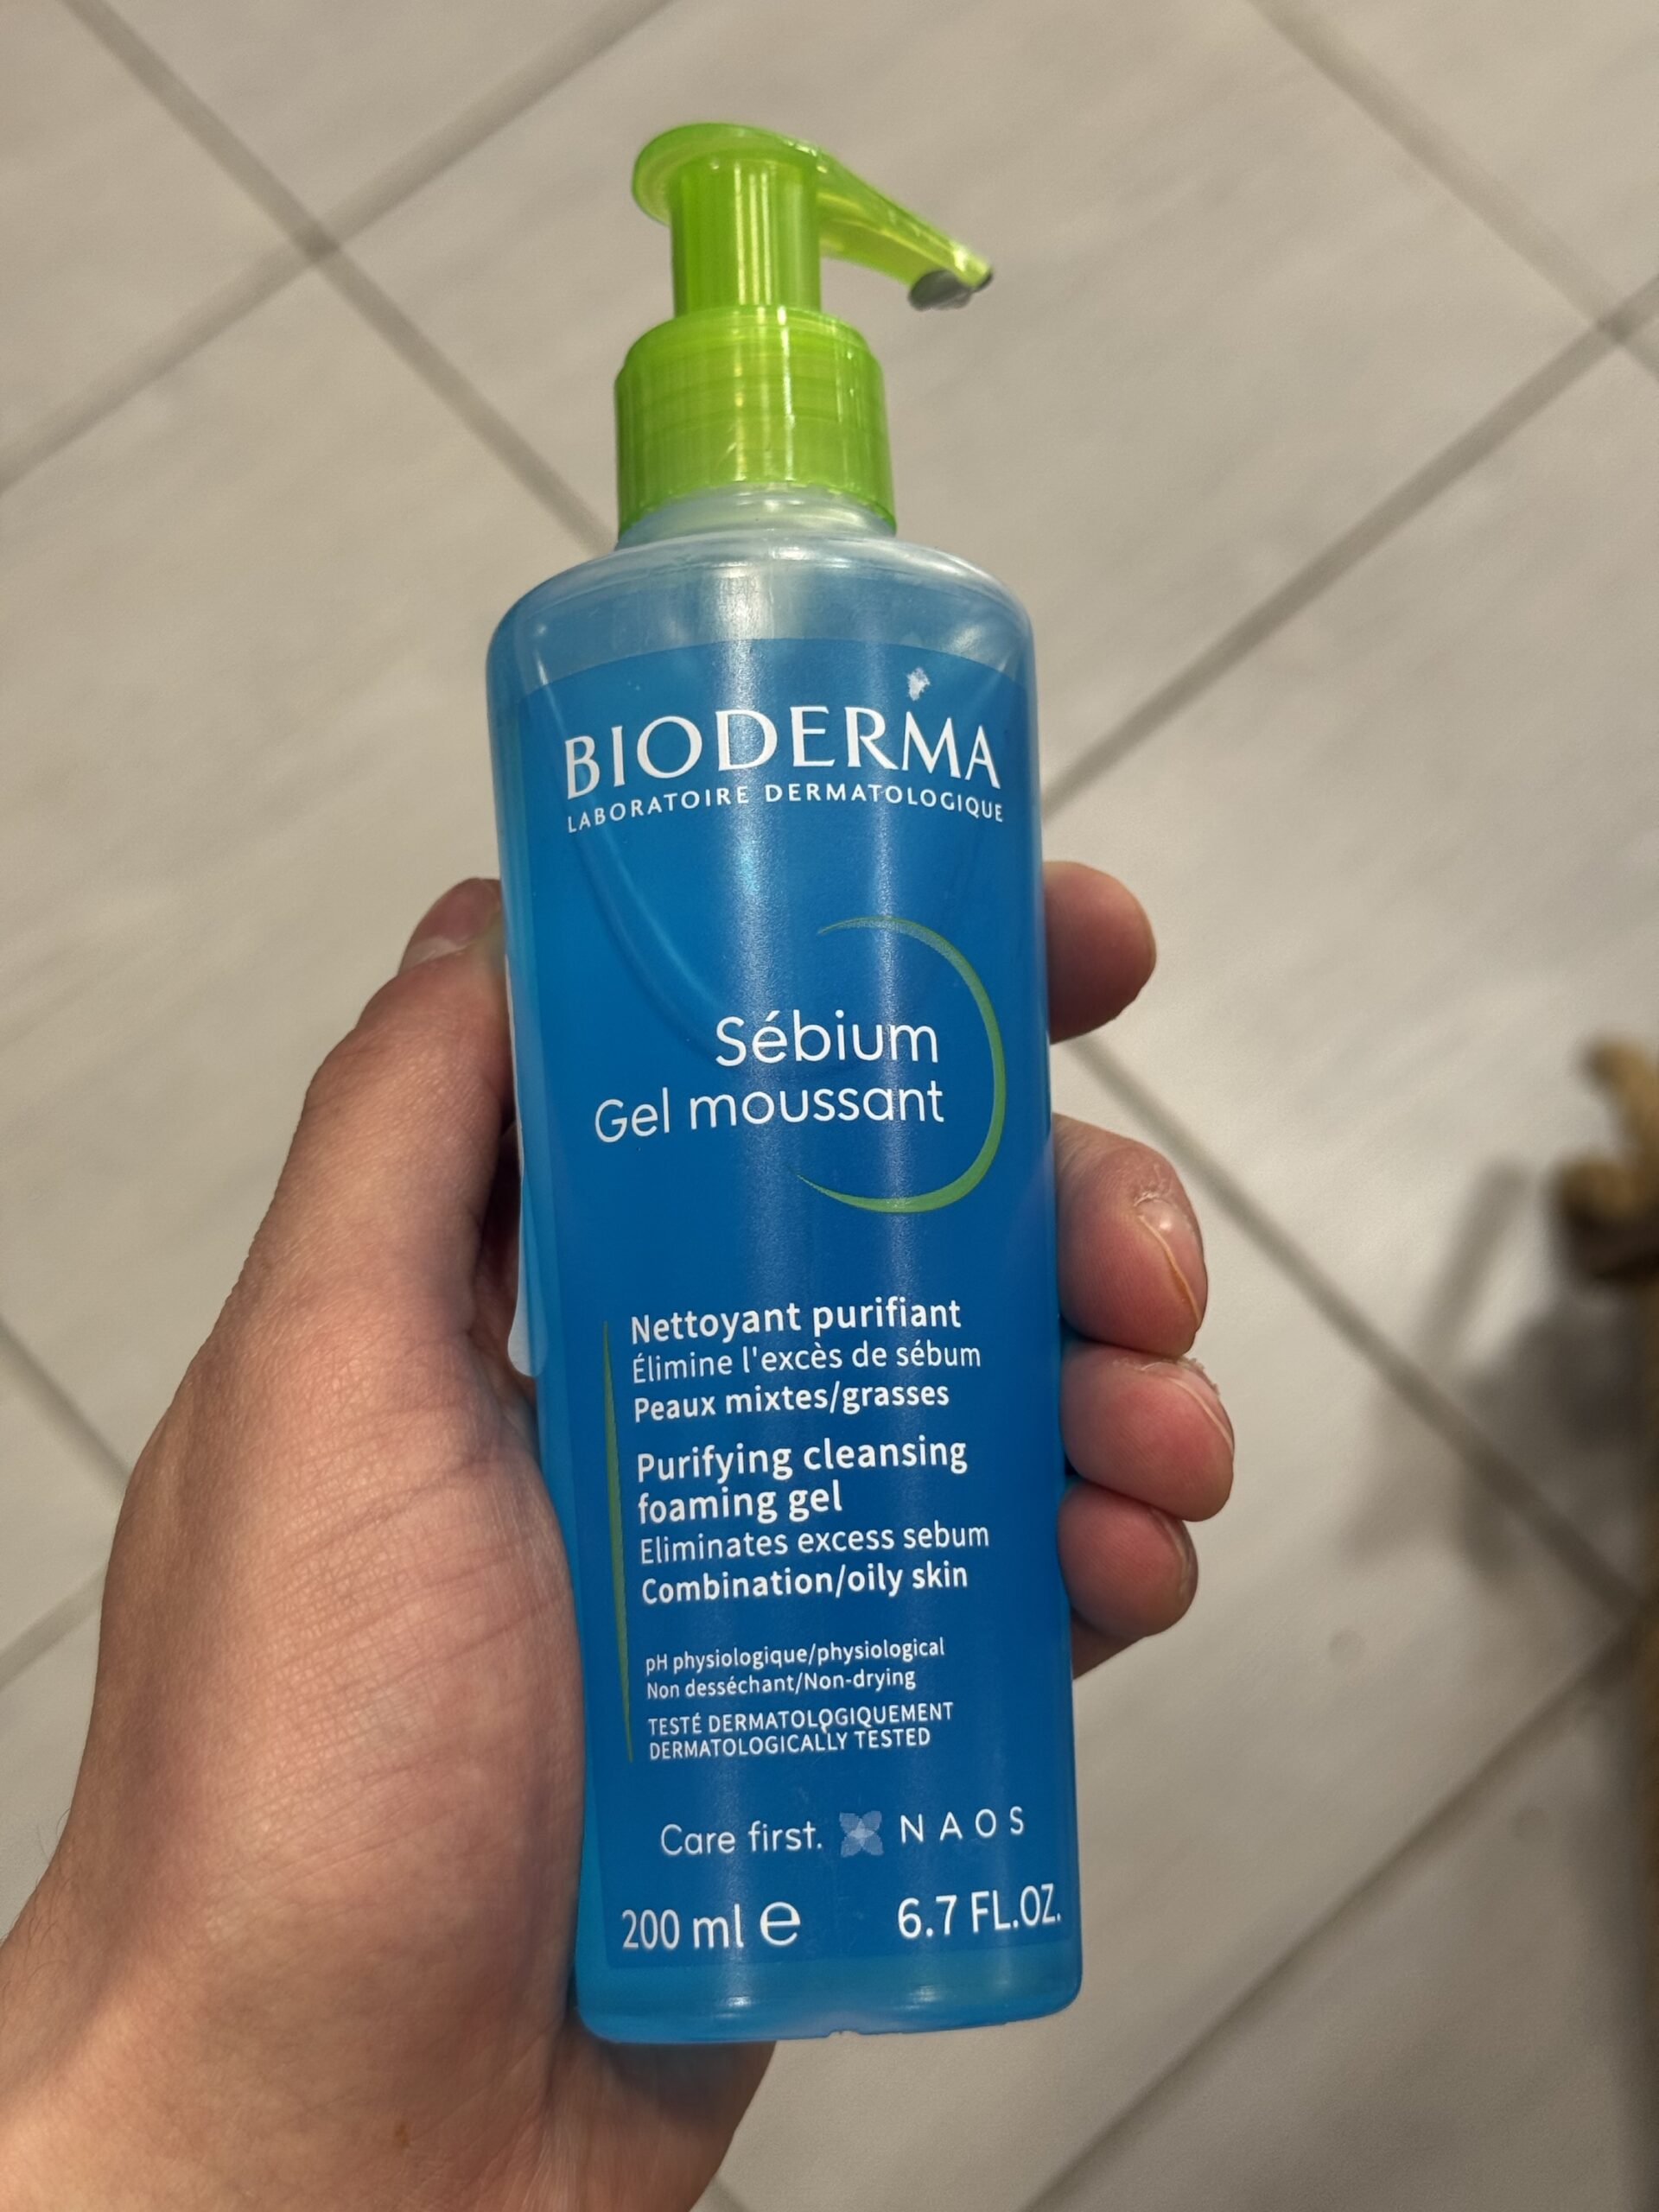 BIODERMA
LABORATOIRE DERMATOLOGIQUE
Sébium
Gel moussant
Nettoyant purifiant
Élimine l'excès de sébum
Peaux mixtes/grasses
Purifying cleansing
foaming gel
Eliminates excess sebum
Combination/oily skin
pH physiologique/physiological
Non desséchant/Non-drying
TESTÉ DERMATOLOGIQUEMENT
DERMATOLOGICALLY TESTED
Care first. NAOS
200 ml e 6.7 FL.OZ.